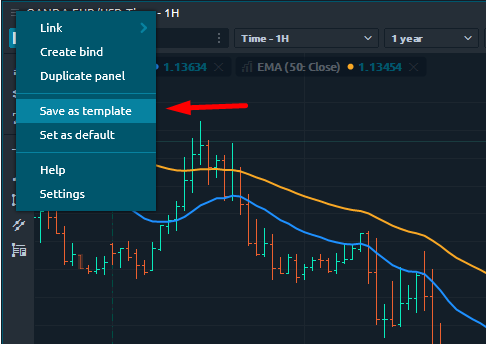 OANDA EUR/USD Time - 1H
Link
Create bind
Duplicate panel
Save as template
Set as default
Help
Settings
Time - 1H
1 year
1.13634
EMA (50: Close)
1.13454